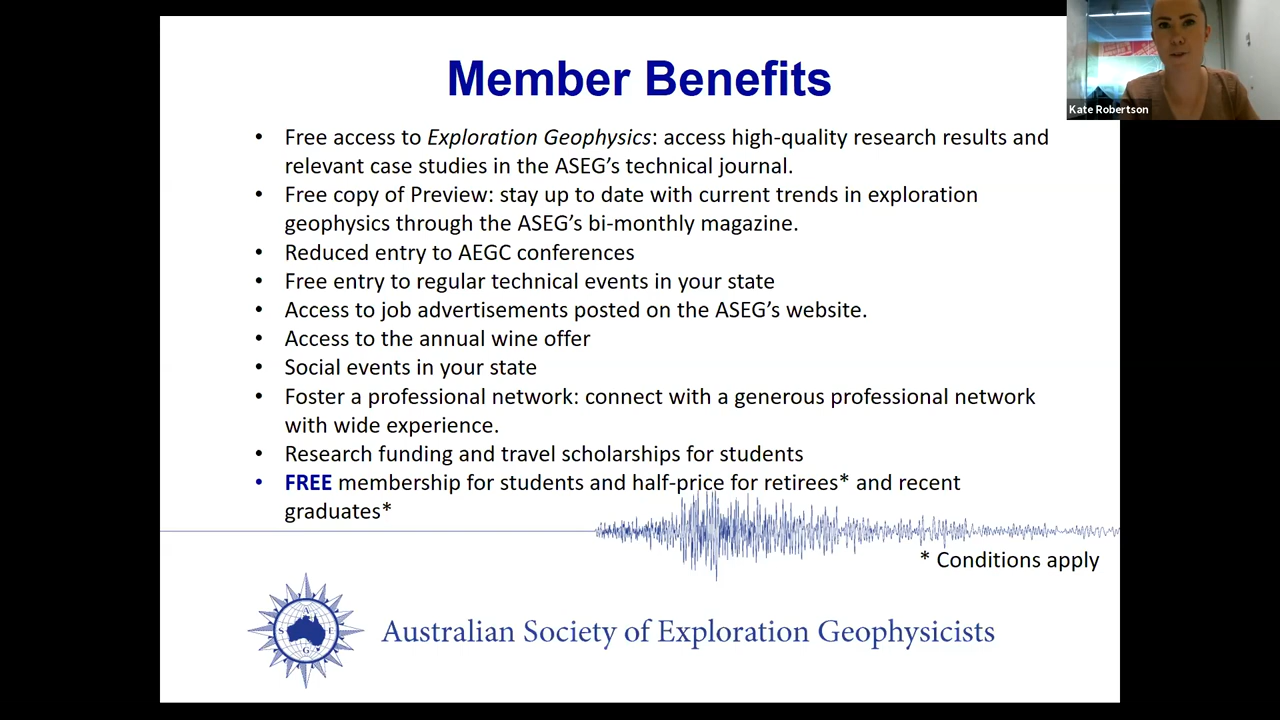 Member Benefits
Kate Robertson
• Free access to Exploration Geophysics: access high-quality research results and
relevant case studies in the ASEG’s technical journal.
• Free copy of Preview: stay up to date with current trends in exploration
geophysics through the ASEG’s bi-monthly magazine.
• Reduced entry to AEGC conferences
• Free entry to regular technical events in your state
• Access to job advertisements posted on the ASEG’s website.
• Access to the annual wine offer
• Social events in your state
• Foster a professional network: connect with a generous professional network
with wide experience.
• Research funding and travel scholarships for students
• FREE membership for students and half-price for retirees* and recent
graduates*
* Conditions apply
A
S E
G
Australian Society of Exploration Geophysicists